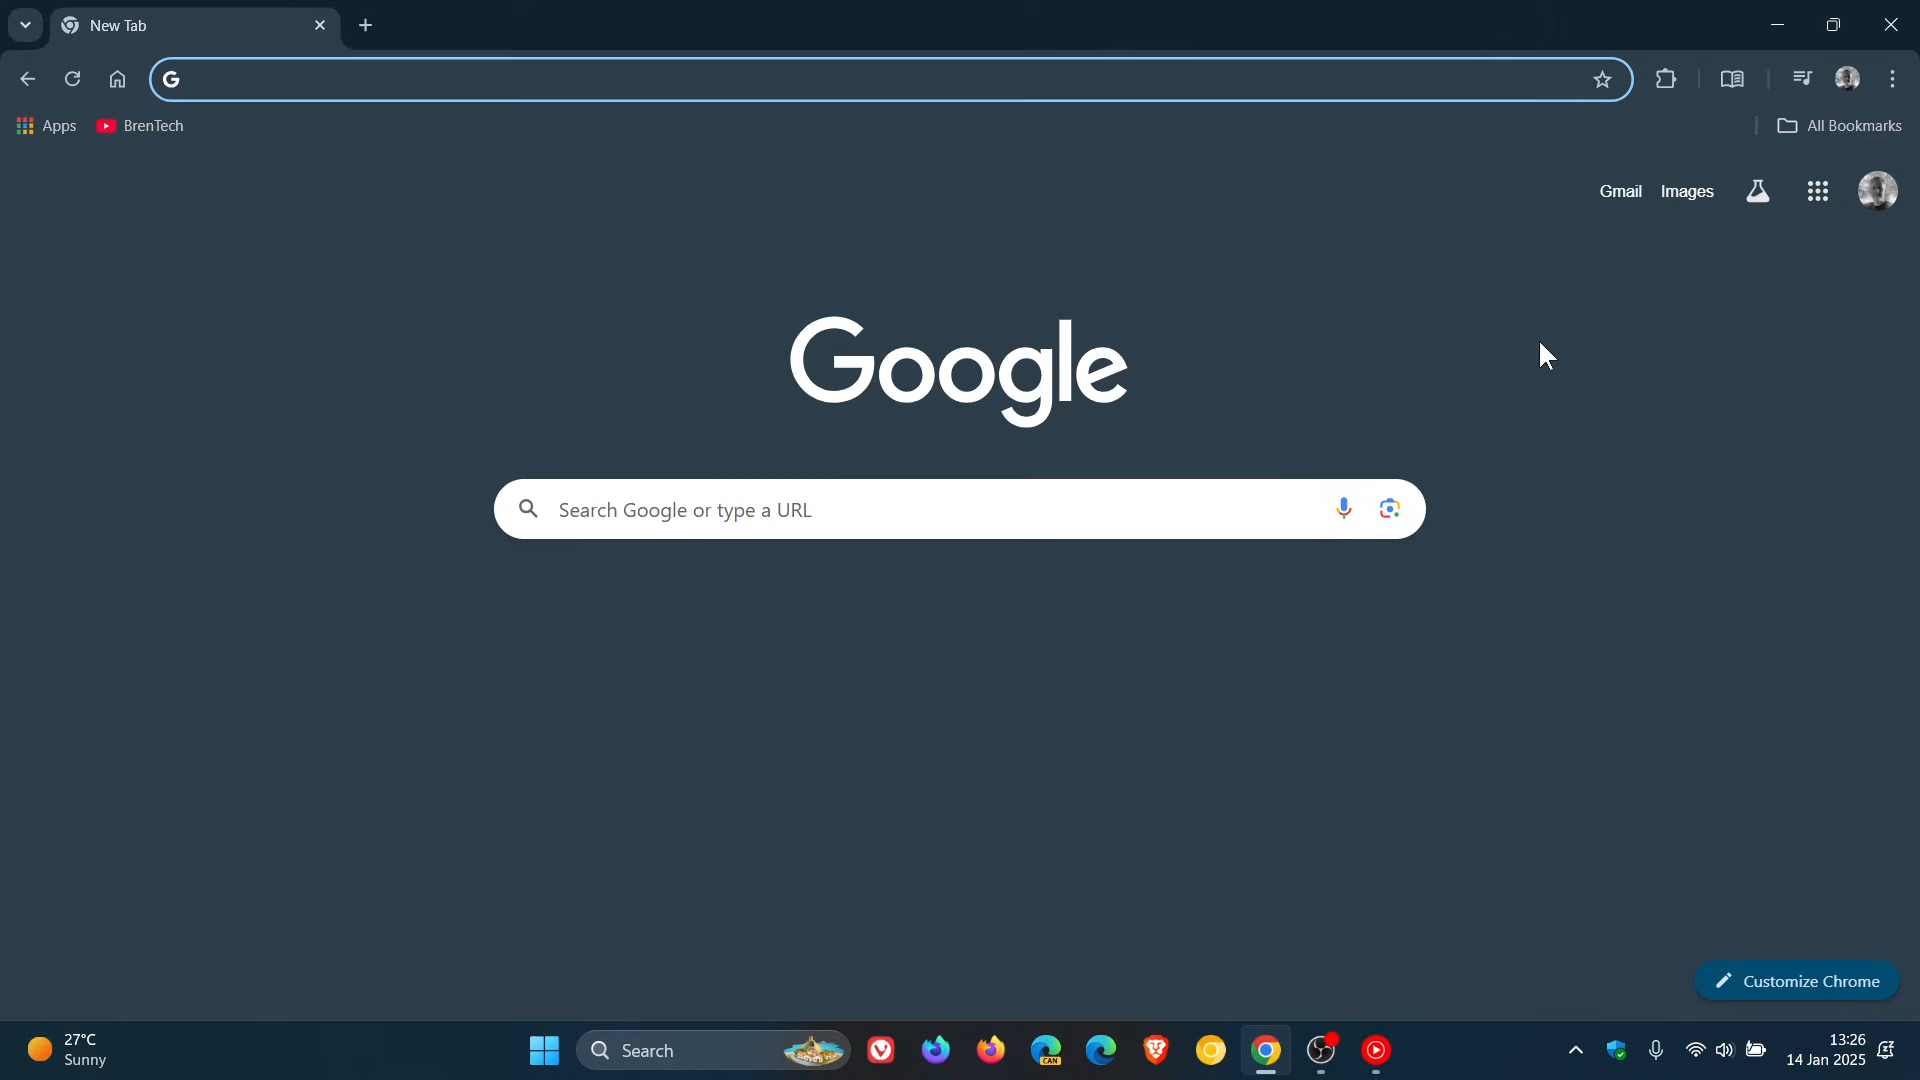 New Tab
Apps
BrenTech
All Bookmarks
Gmail
Images
Google
Search Google or type a URL
Customize Chrome
27°C
Sunny
Search
CAN
13:26
14 Jan 2025